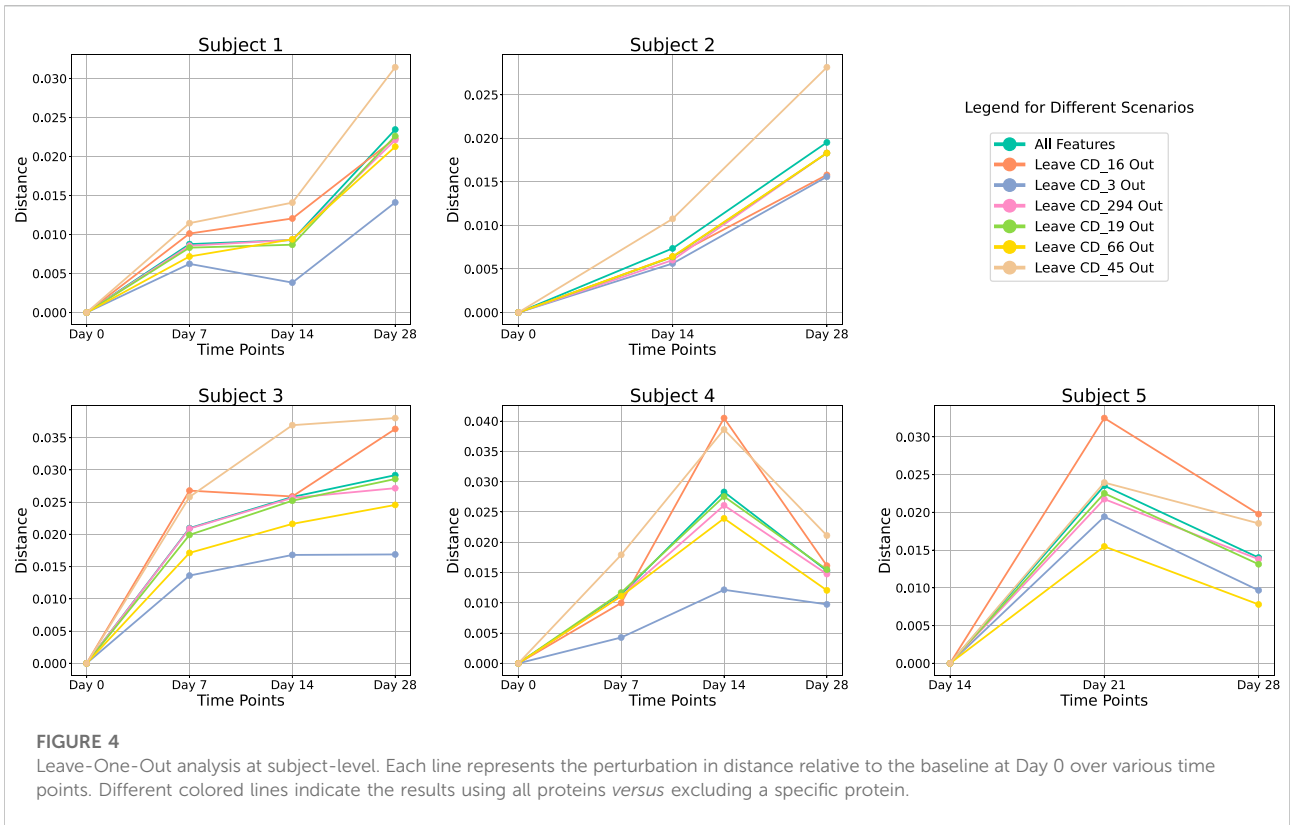 Subject 1
Distance
0.030
0.025
0.020
0.015
0.010
0.005
0.000
Day 0
Day 7
Day 14
Day 28
Time Points
Subject 2
Distance
0.025
0.020
0.015
0.010
0.005
0.000
Day 0
Day 14
Day 28
Time Points
Legend for Different Scenarios
All Features
Leave CD_16 Out
Leave CD_3 Out
Leave CD_294 Out
Leave CD_19 Out
Leave CD_66 Out
Leave CD_45 Out
Subject 3
Distance
0.035
0.030
0.025
0.020
0.015
0.010
0.005
0.000
Day 0
Day 7
Day 14
Day 28
Time Points
Subject 4
Distance
0.040
0.035
0.030
0.025
0.020
0.015
0.010
0.005
0.000
Day 0
Day 7
Day 14
Day 28
Time Points
Subject 5
Distance
0.030
0.025
0.020
0.015
0.010
0.005
0.000
Day 14
Day 21
Day 28
Time Points
FIGURE 4
Leave-One-Out analysis at subject-level. Each line represents the perturbation in distance relative to the baseline at Day 0 over various time
points. Different colored lines indicate the results using all proteins versus excluding a specific protein.